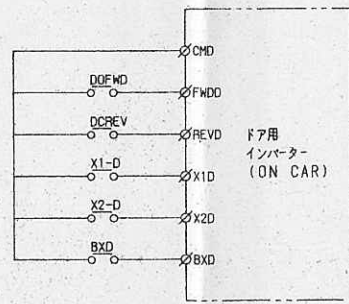 CMD
DOFWD
FWDD
DCREV
REVD
ドア用
インバーター
(ON CAR)
X1-D
X1D
X2-D
X2D
BXD
BXD